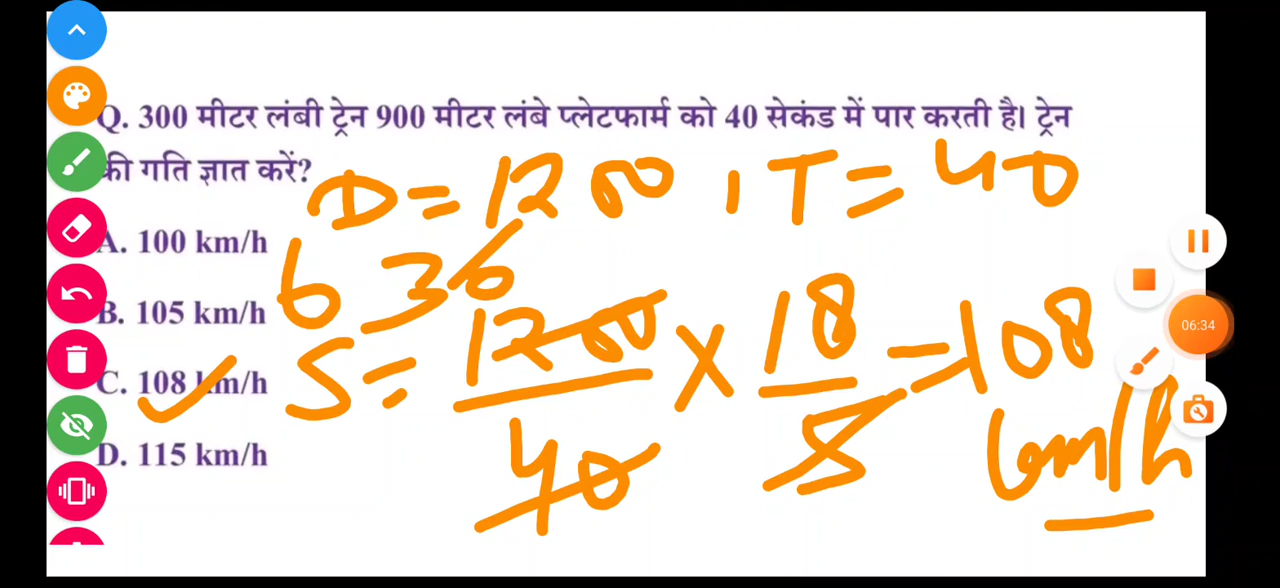 Q. 300 मीटर लंबी ट्रेन 900 मीटर लंबे प्लेटफार्म को 40 सेकंड में पार करती है। ट्रेन
की गति ज्ञात करें?
D = 1200 , T = 40
A. 100 km/h
6 36
B. 105 km/h
S = 1200/40 × 18/5 = 108 km/h
C. 108 km/h
D. 115 km/h
06:34